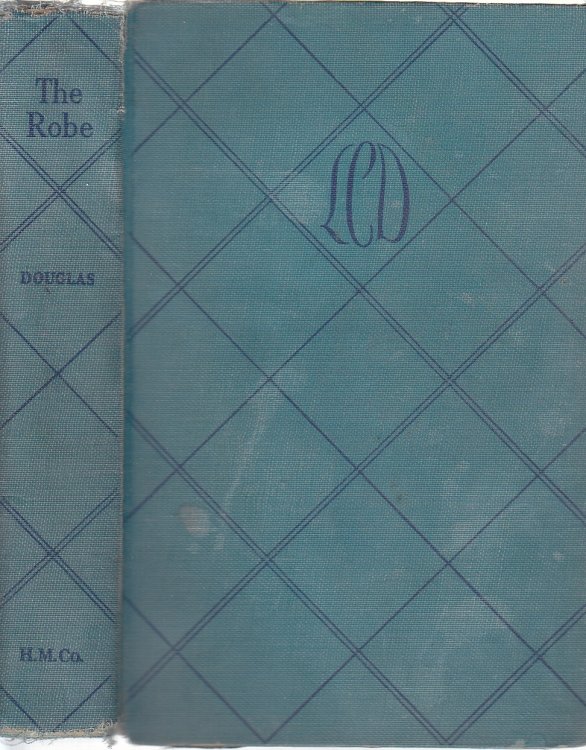 The
Robe
DOUGLAS
H.M.Co.
LCD